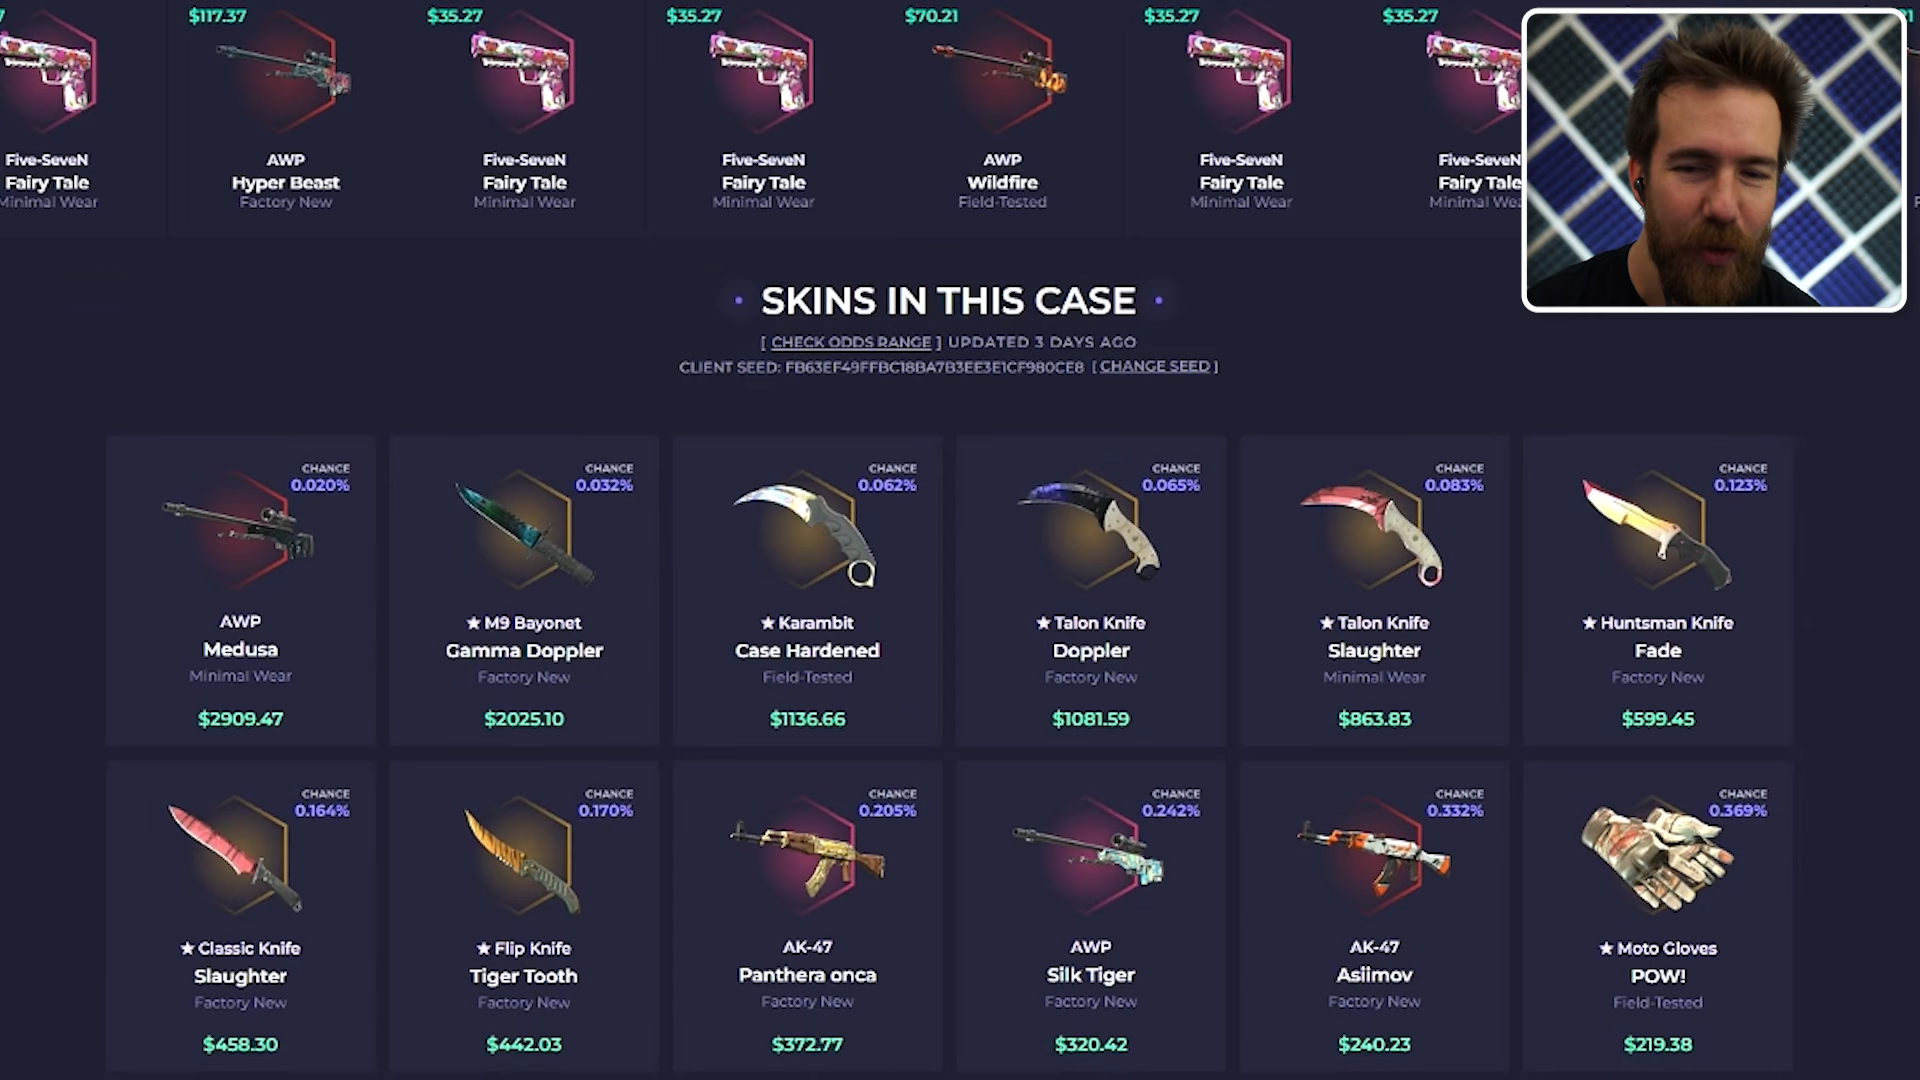 $117.37
$35.27
$35.27
$70.21
$35.27
$35.27
Five-SeveN
Fairy Tale
Minimal Wear
AWP
Hyper Beast
Factory New
Five-SeveN
Fairy Tale
Minimal Wear
Five-SeveN
Fairy Tale
Minimal Wear
AWP
Wildfire
Field-Tested
Five-SeveN
Fairy Tale
Minimal Wear
Five-SeveN
Fairy Tale
Minimal Wear
• SKINS IN THIS CASE •
[ CHECK ODDS RANGE ] UPDATED 3 DAYS AGO
CLIENT SEED: FB63EF49FFBC18BA7B3EE3E1CF980CE8 [ CHANGE SEED ]
CHANCE
0.020%
AWP
Medusa
Minimal Wear
$2909.47
CHANCE
0.032%
★ M9 Bayonet
Gamma Doppler
Factory New
$2025.10
CHANCE
0.062%
★ Karambit
Case Hardened
Field-Tested
$1136.66
CHANCE
0.065%
★ Talon Knife
Doppler
Factory New
$1081.59
CHANCE
0.083%
★ Talon Knife
Slaughter
Minimal Wear
$863.83
CHANCE
0.123%
★ Huntsman Knife
Fade
Factory New
$599.45
CHANCE
0.164%
★ Classic Knife
Slaughter
Factory New
$458.30
CHANCE
0.170%
★ Flip Knife
Tiger Tooth
Factory New
$442.03
CHANCE
0.205%
AK-47
Panthera onca
Factory New
$372.77
CHANCE
0.242%
AWP
Silk Tiger
Factory New
$320.42
CHANCE
0.332%
AK-47
Asiimov
Factory New
$240.23
CHANCE
0.369%
★ Moto Gloves
POW!
Field-Tested
$219.38